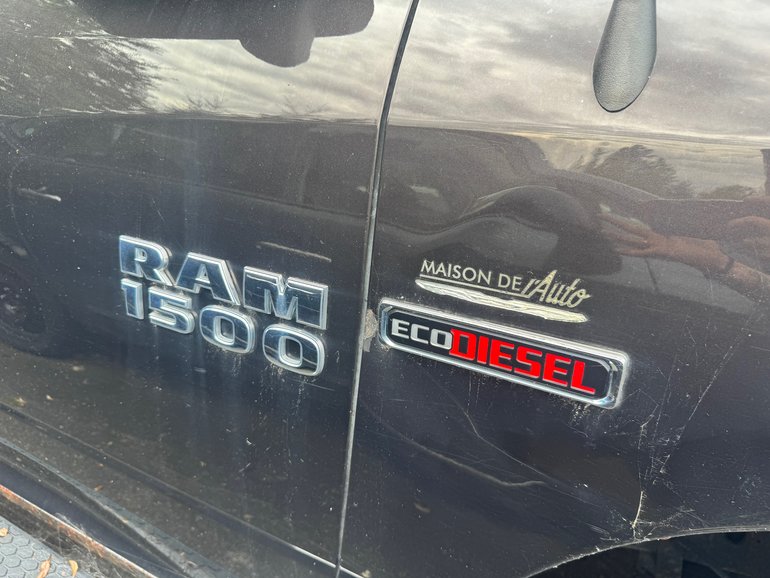 RAM
1500
MAISON DE l'Auto
ECODIESEL